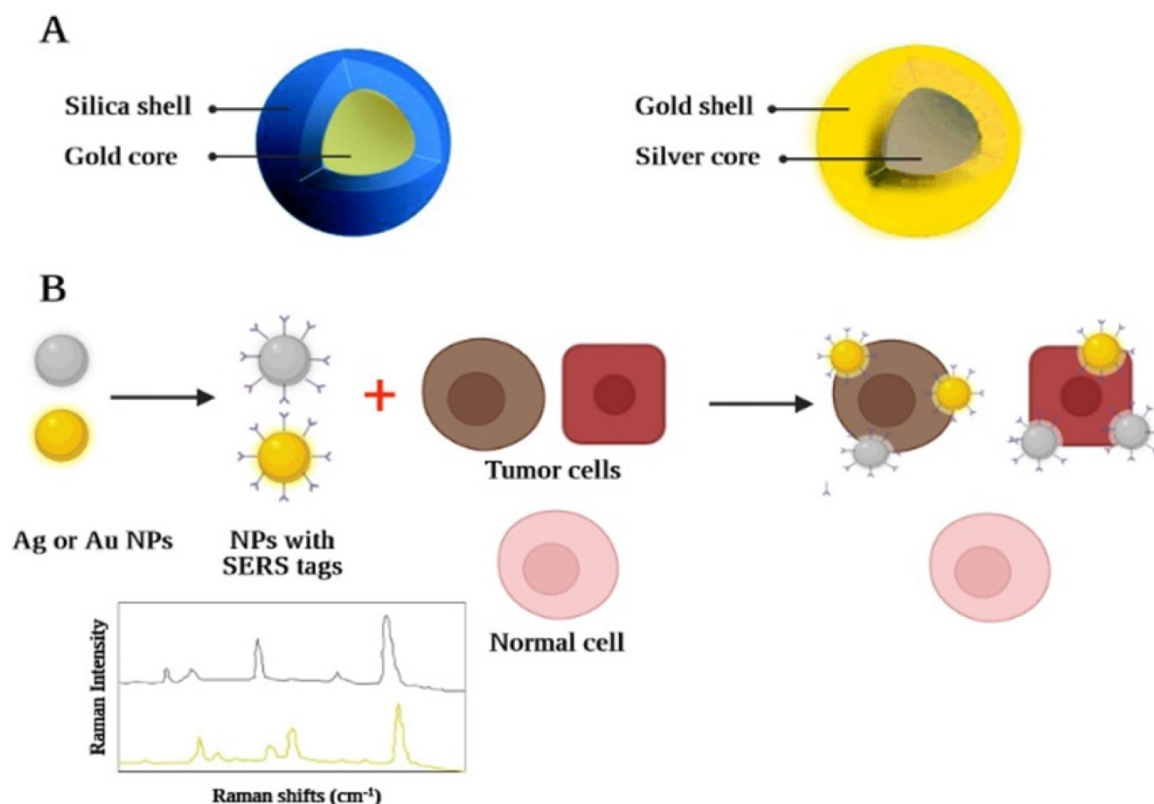 A
Silica shell
Gold core
Gold shell
Silver core
B
Ag or Au NPs
NPs with
SERS tags
Tumor cells
Normal cell
Raman Intensity
Raman shifts (cm⁻¹)